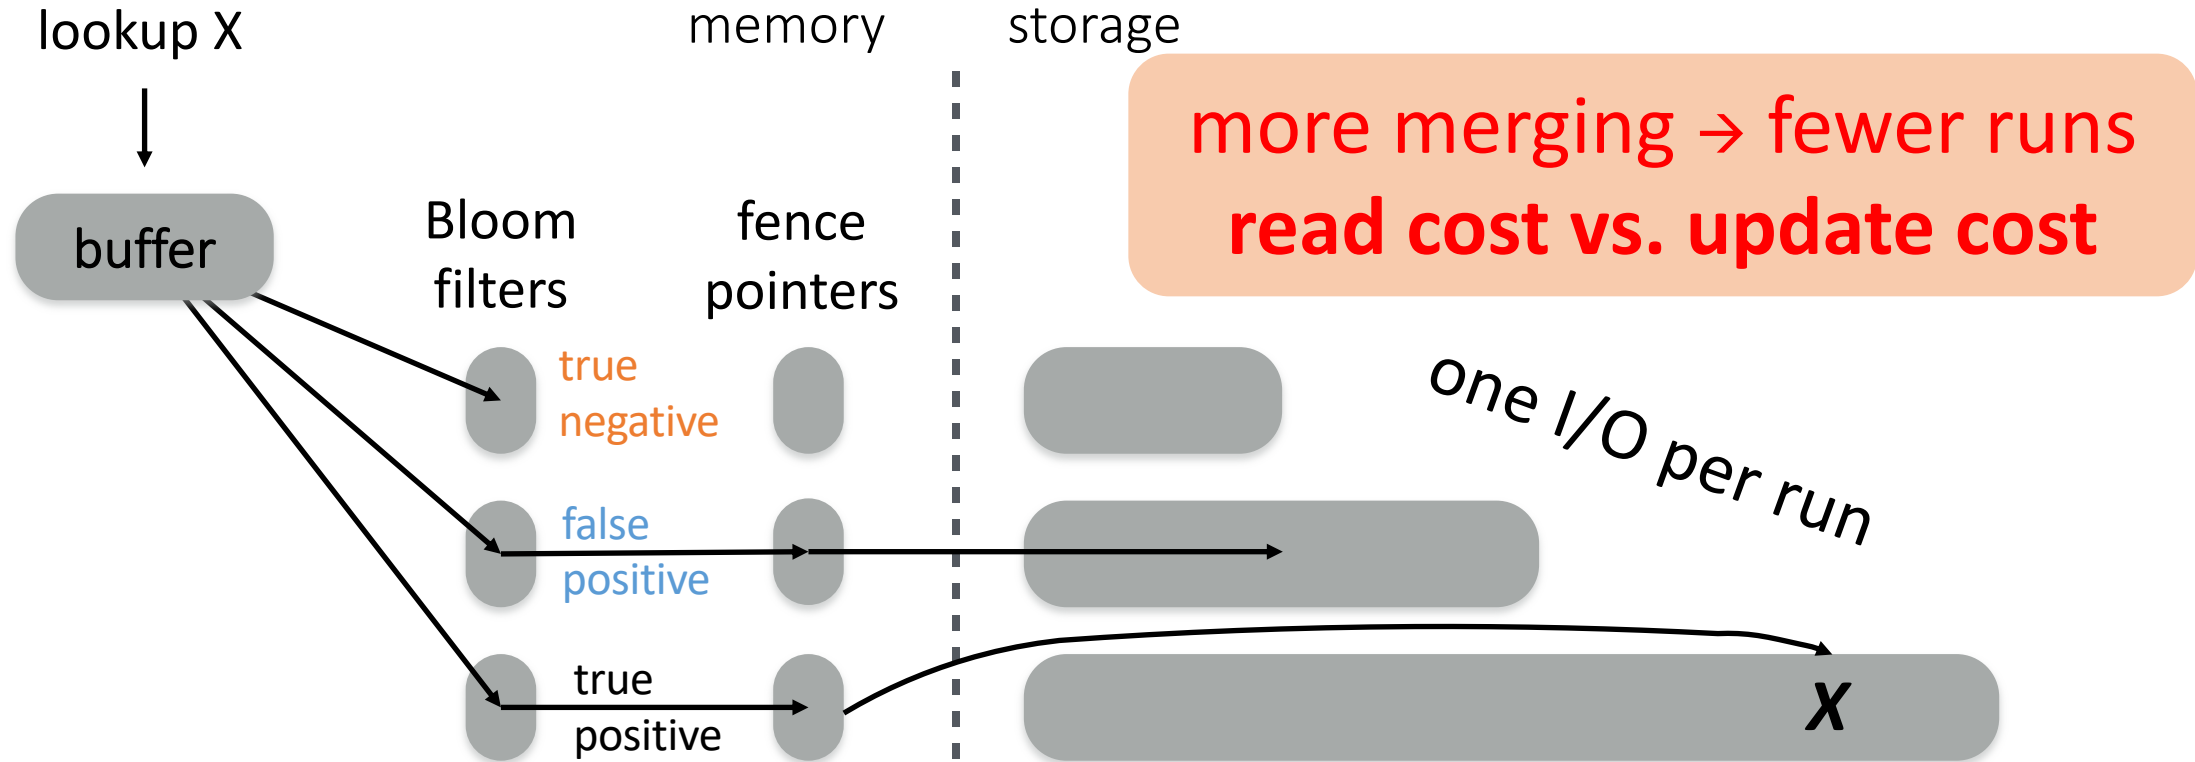 lookup X
memory
storage
more merging → fewer runs
read cost vs. update cost
buffer
Bloom
filters
fence
pointers
true
negative
one I/O per run
false
positive
true
positive
X